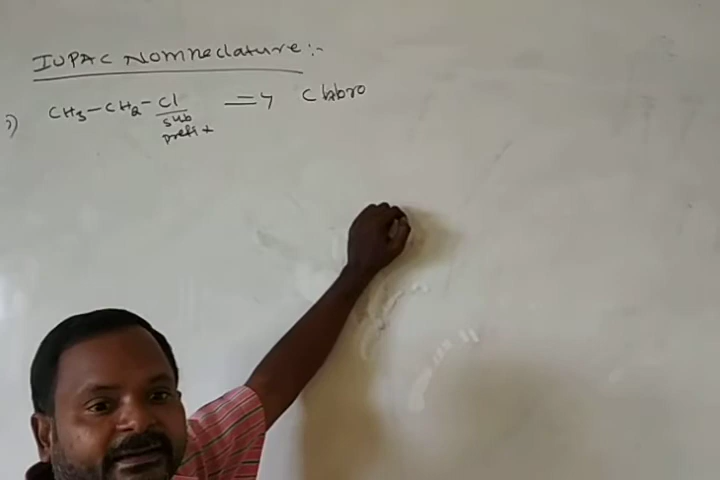 IUPAC Nomneclature:-
i) CH3-CH2-Cl => Chloro
sub
prefix